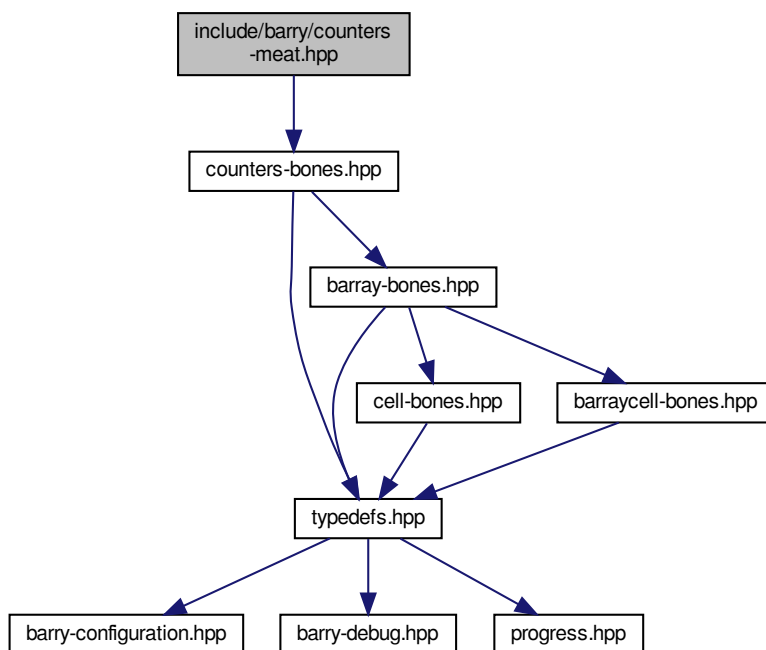 include/barry/counters
-meat.hpp
counters-bones.hpp
barray-bones.hpp
cell-bones.hpp
barraycell-bones.hpp
typedefs.hpp
barry-configuration.hpp
barry-debug.hpp
progress.hpp